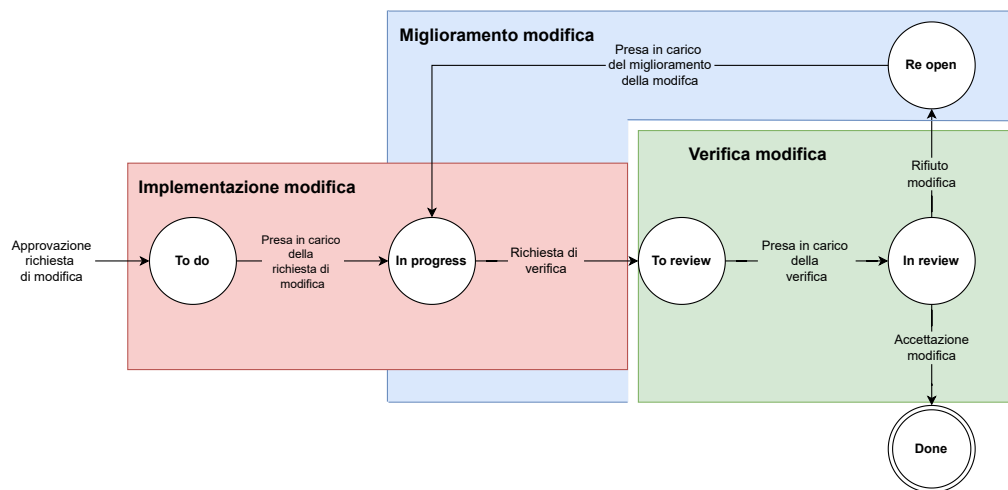 Miglioramento modifica
Presa in carico
del miglioramento
della modifca
Re open
Verifica modifica
Implementazione modifica
Rifiuto
modifica
Approvazione
richiesta
di modifica
To do
Presa in carico
della
richiesta di
modifica
In progress
Richiesta di
verifica
To review
Presa in carico
della
verifica
In review
Accettazione
modifica
Done